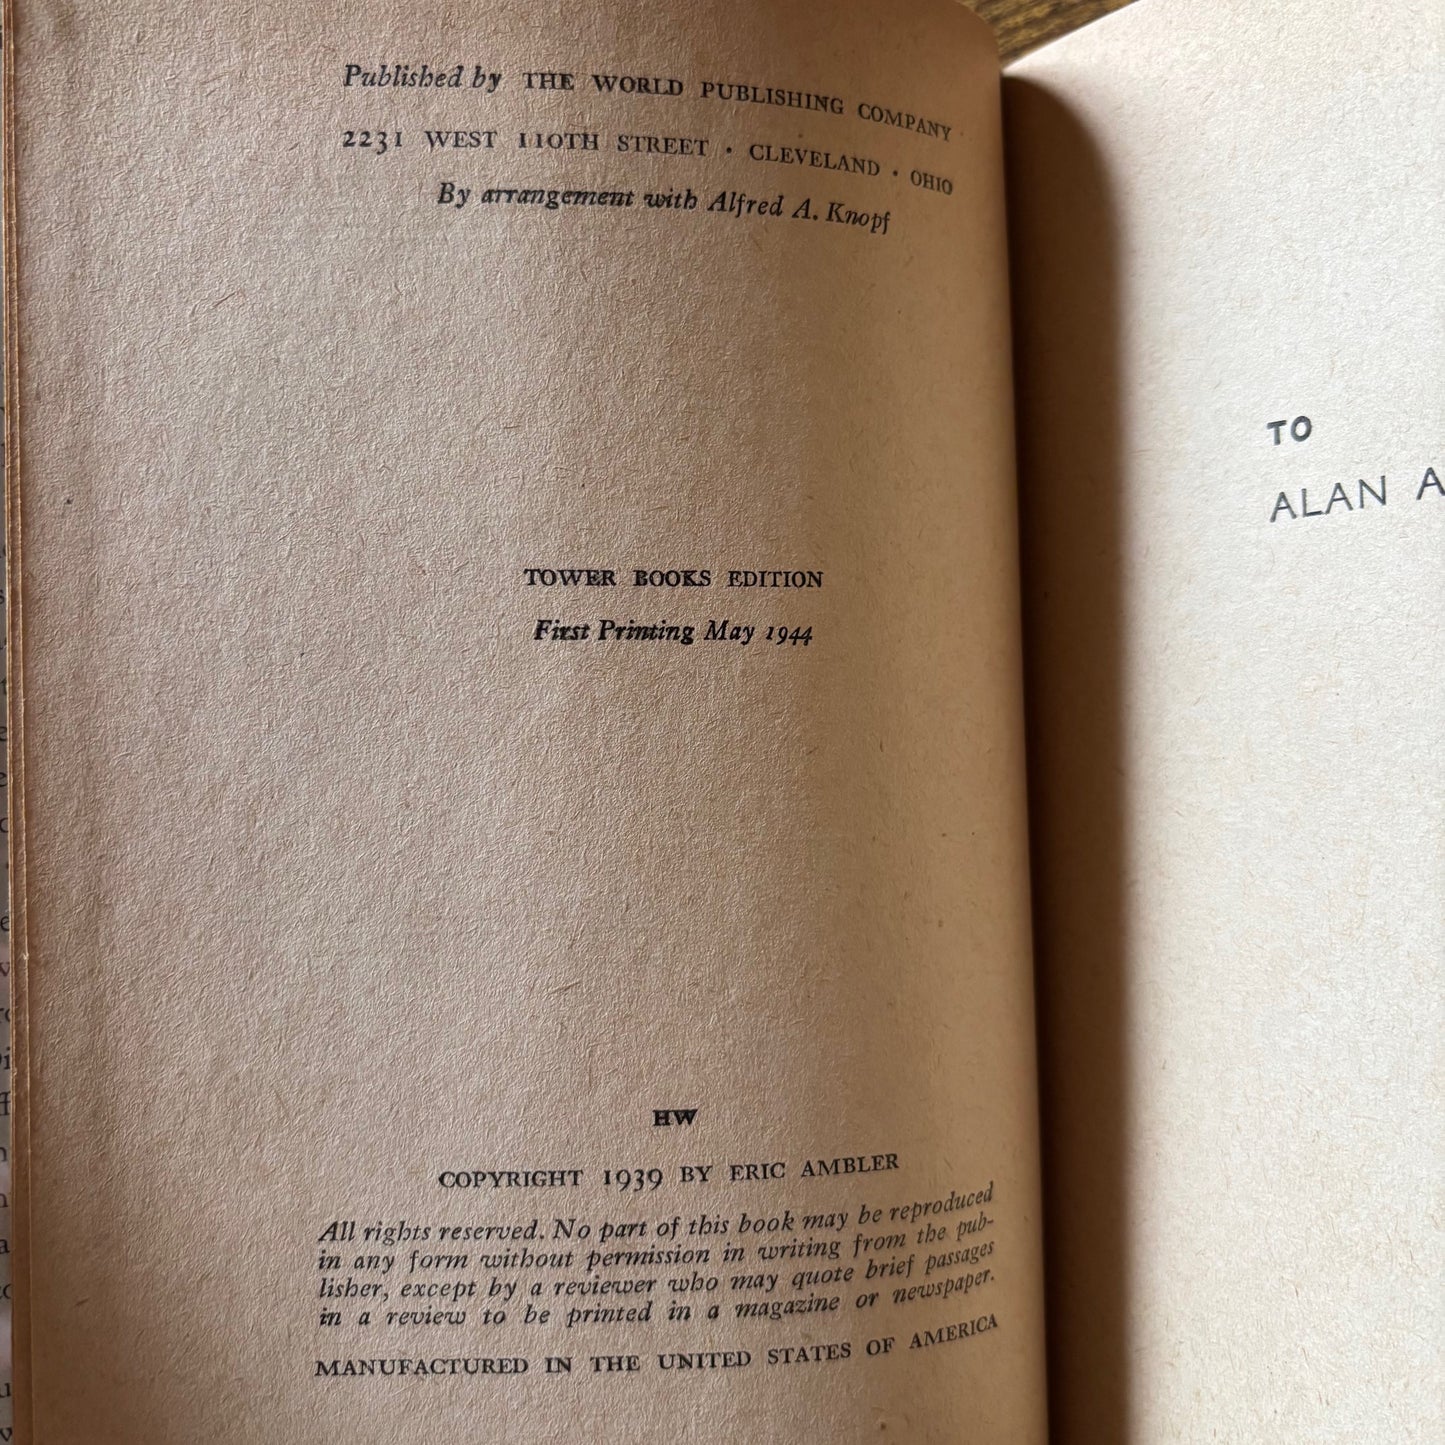 Published by THE WORLD PUBLISHING COMPANY
2231 WEST 110TH STREET · CLEVELAND · OHIO
By arrangement with Alfred A. Knopf
TOWER BOOKS EDITION
First Printing May 1944
HW
COPYRIGHT 1939 BY ERIC AMBLER
All rights reserved. No part of this book may be reproduced
in any form without permission in writing from the pub-
lisher, except by a reviewer who may quote brief passages
in a review to be printed in a magazine or newspaper.
MANUFACTURED IN THE UNITED STATES OF AMERICA
TO
ALAN A